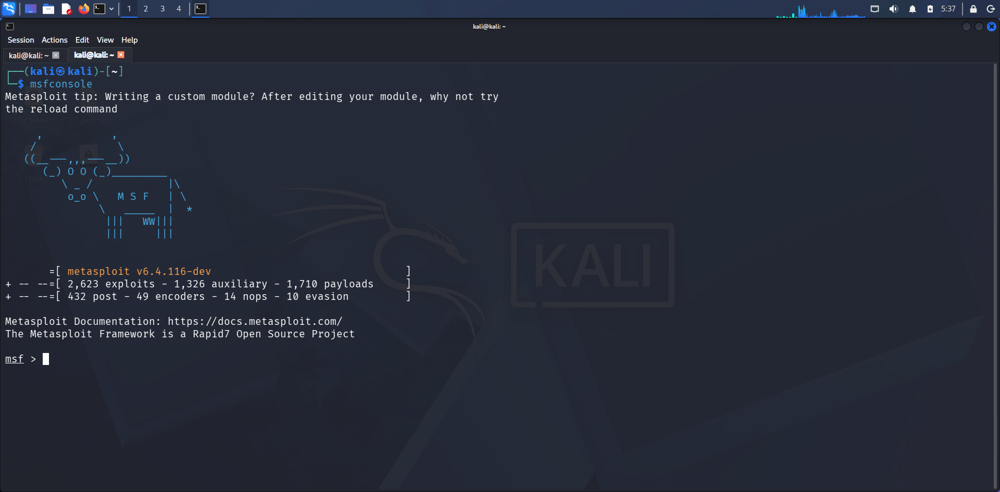 1 2 3 4 5:37
kali@kali: ~
Session Actions Edit View Help
kali@kali: ~ kali@kali: ~
┌──(kali㉿kali)-[~]
└─$ msfconsole
Metasploit tip: Writing a custom module? After editing your module, why not try
the reload command
File System pass
     ,            ,
    /              \
   ((__---,,,---__))
      (_) O O (_)_________
         \ _ /            |\
Trash
          o_o \   M S F   | \
               \   _____  |  *
                |||   WW|||
                |||     |||
       =[ metasploit v6.4.116-dev                               ]
+ -- --=[ 2,623 exploits - 1,326 auxiliary - 1,710 payloads     ]
+ -- --=[ 432 post - 49 encoders - 14 nops - 10 evasion         ]
Metasploit Documentation: https://docs.metasploit.com/
The Metasploit Framework is a Rapid7 Open Source Project
msf >
KALI